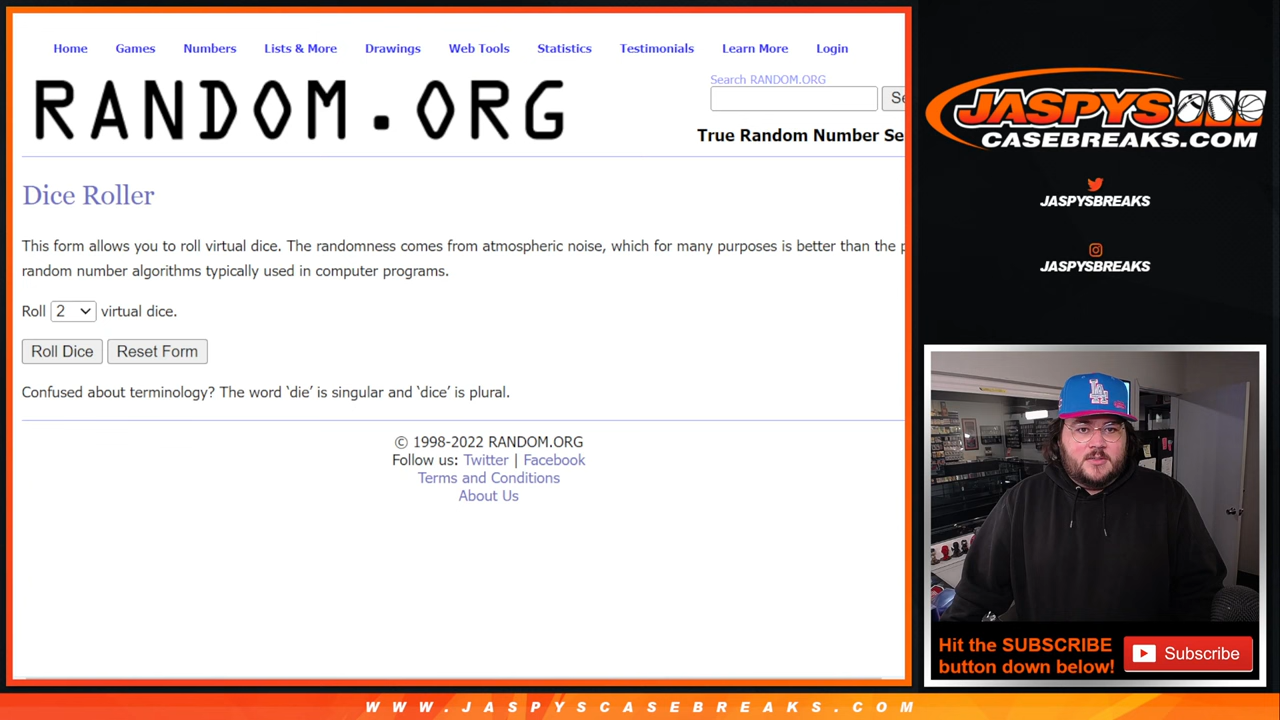 Home Games Numbers Lists & More Drawings Web Tools Statistics Testimonials Learn More Login
RANDOM.ORG
Search RANDOM.ORG
Se
True Random Number Se
Dice Roller
This form allows you to roll virtual dice. The randomness comes from atmospheric noise, which for many purposes is better than the p
random number algorithms typically used in computer programs.
Roll 2 virtual dice.
Roll Dice Reset Form
Confused about terminology? The word ‘die’ is singular and ‘dice’ is plural.
© 1998-2022 RANDOM.ORG
Follow us: Twitter | Facebook
Terms and Conditions
About Us
JASPYS
CASEBREAKS.COM
JASPYSBREAKS
JASPYSBREAKS
LA
Hit the SUBSCRIBE
button down below!
Subscribe
WWW.JASPYSCASEBREAKS.COM